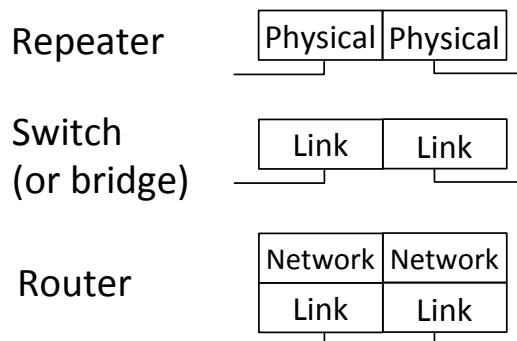 Repeater
Physical Physical
Switch
(or bridge)
Link Link
Router
Network Network
Link Link